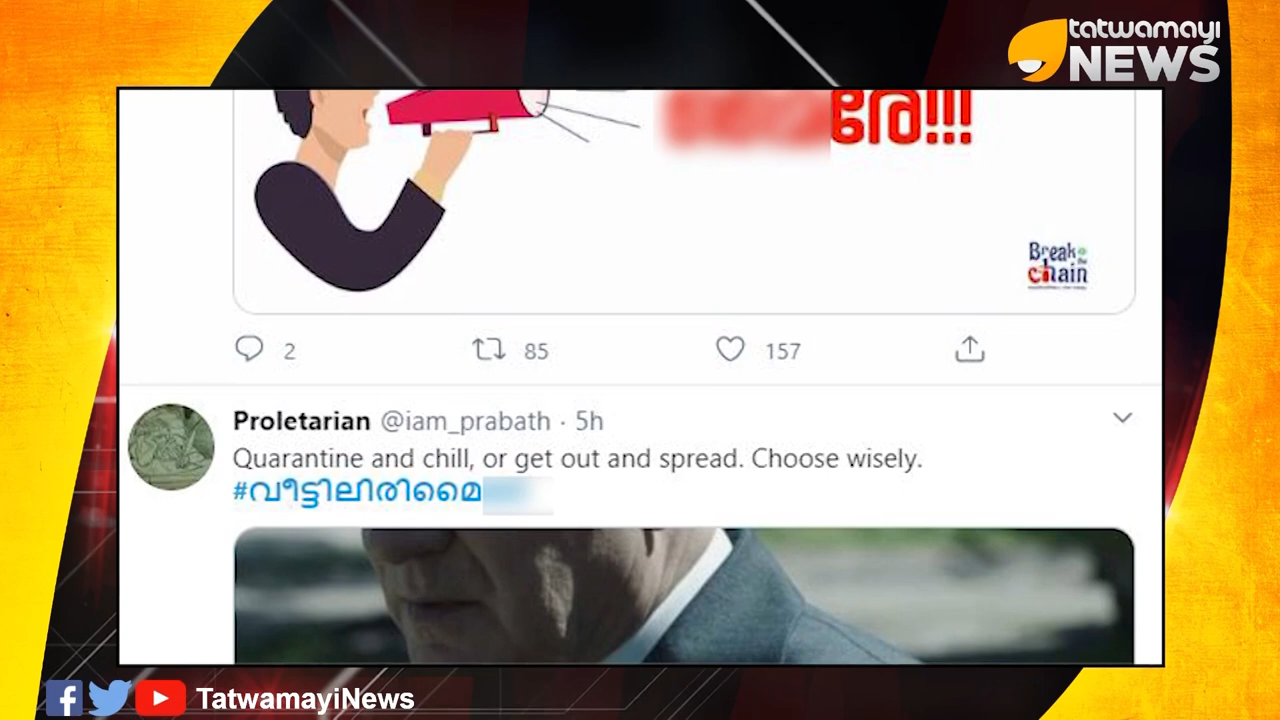 tatwamayi
NEWS
രേ!!!
Break
the
chain
2
85
157
Proletarian @iam_prabath · 5h
Quarantine and chill, or get out and spread. Choose wisely.
#വീട്ടിലിരിമൈ
TatwamayiNews